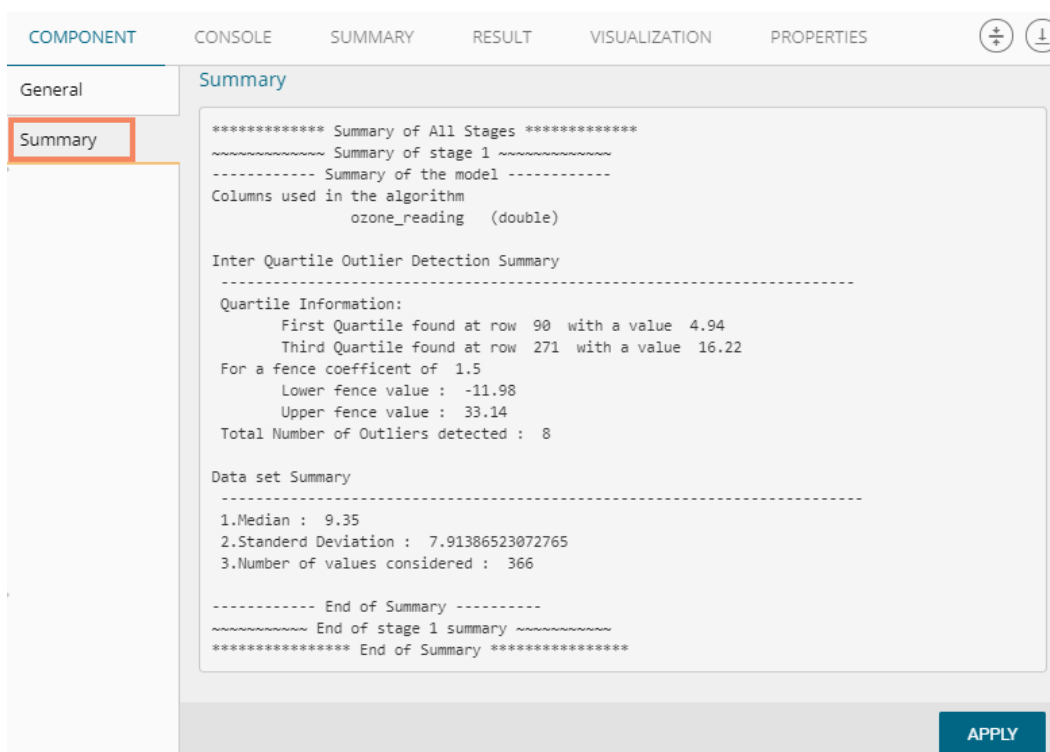 COMPONENT CONSOLE SUMMARY RESULT VISUALIZATION PROPERTIES
General
Summary
Summary
************* Summary of All Stages *************
~~~~~~~~~~~~~ Summary of stage 1 ~~~~~~~~~~~~~
------------ Summary of the model ------------
Columns used in the algorithm
ozone_reading (double)
Inter Quartile Outlier Detection Summary
-------------------------------------------------------------------------
Quartile Information:
First Quartile found at row 90 with a value 4.94
Third Quartile found at row 271 with a value 16.22
For a fence coefficent of 1.5
Lower fence value : -11.98
Upper fence value : 33.14
Total Number of Outliers detected : 8
Data set Summary
--------------------------------------------------------------------------
1.Median : 9.35
2.Standerd Deviation : 7.91386523072765
3.Number of values considered : 366
------------ End of Summary ----------
~~~~~~~~~~~ End of stage 1 summary ~~~~~~~~~~~
**************** End of Summary ****************
APPLY